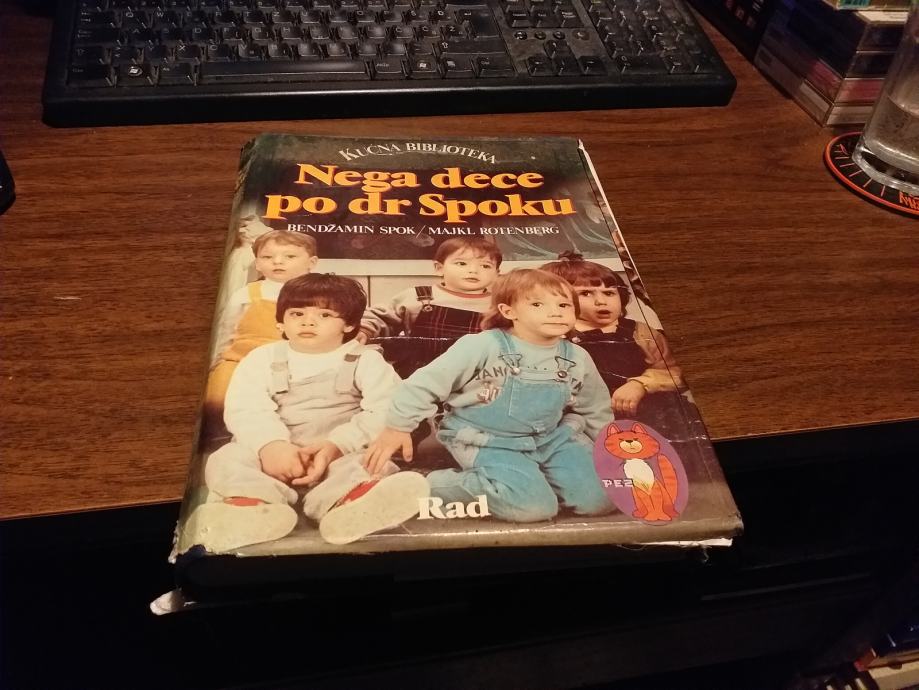 KUĆNA BIBLIOTEKA
Nega dece
po dr Spoku
BENDŽAMIN SPOK / MAJKL ROTENBERG
Rad
PEZ